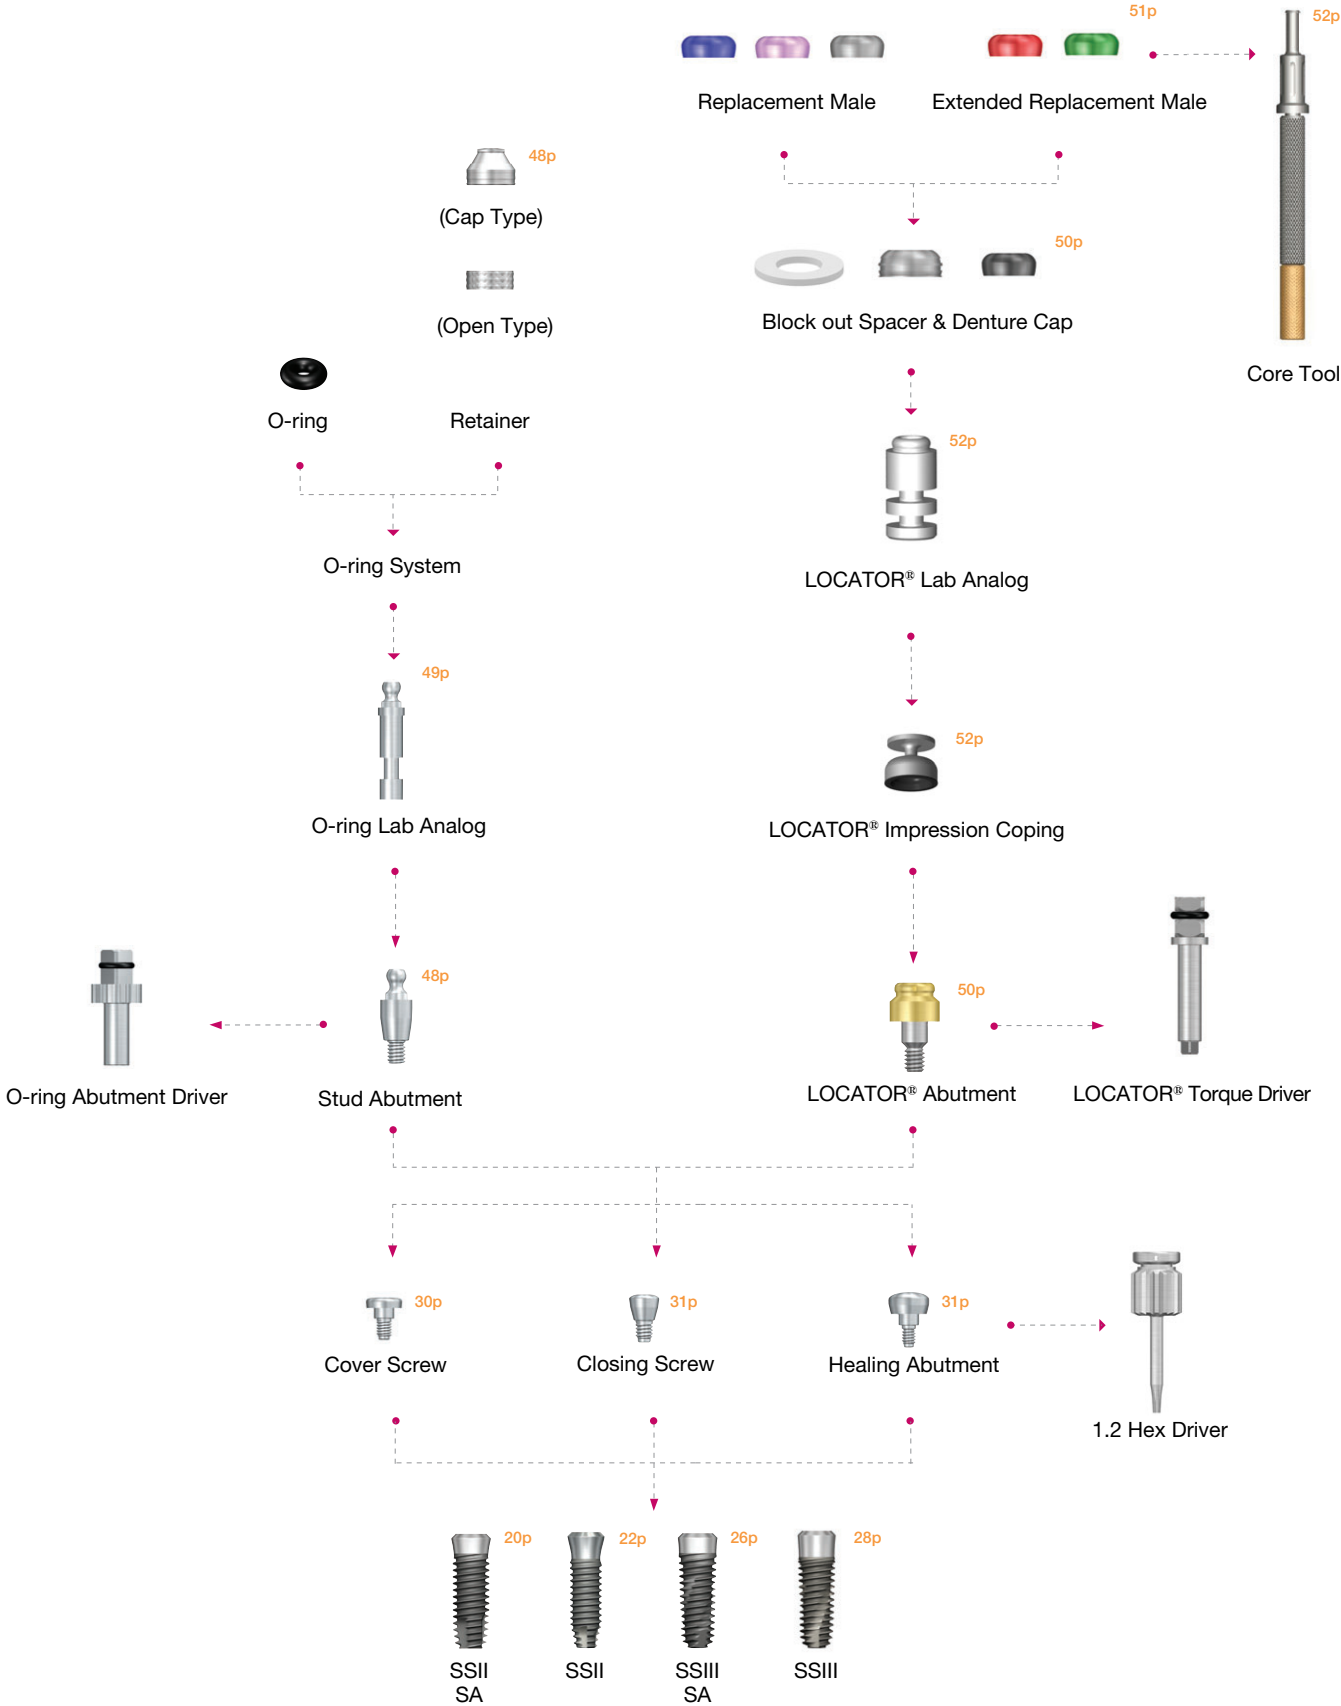 51p
52p
Replacement Male
Extended Replacement Male
48p
(Cap Type)
50p
(Open Type)
Block out Spacer & Denture Cap
Core Tool
O-ring
Retainer
52p
O-ring System
LOCATOR® Lab Analog
49p
52p
O-ring Lab Analog
LOCATOR® Impression Coping
48p
50p
O-ring Abutment Driver
Stud Abutment
LOCATOR® Abutment
LOCATOR® Torque Driver
30p
31p
31p
Cover Screw
Closing Screw
Healing Abutment
1.2 Hex Driver
20p
22p
26p
28p
SSII
SA
SSII
SSIII
SA
SSIII